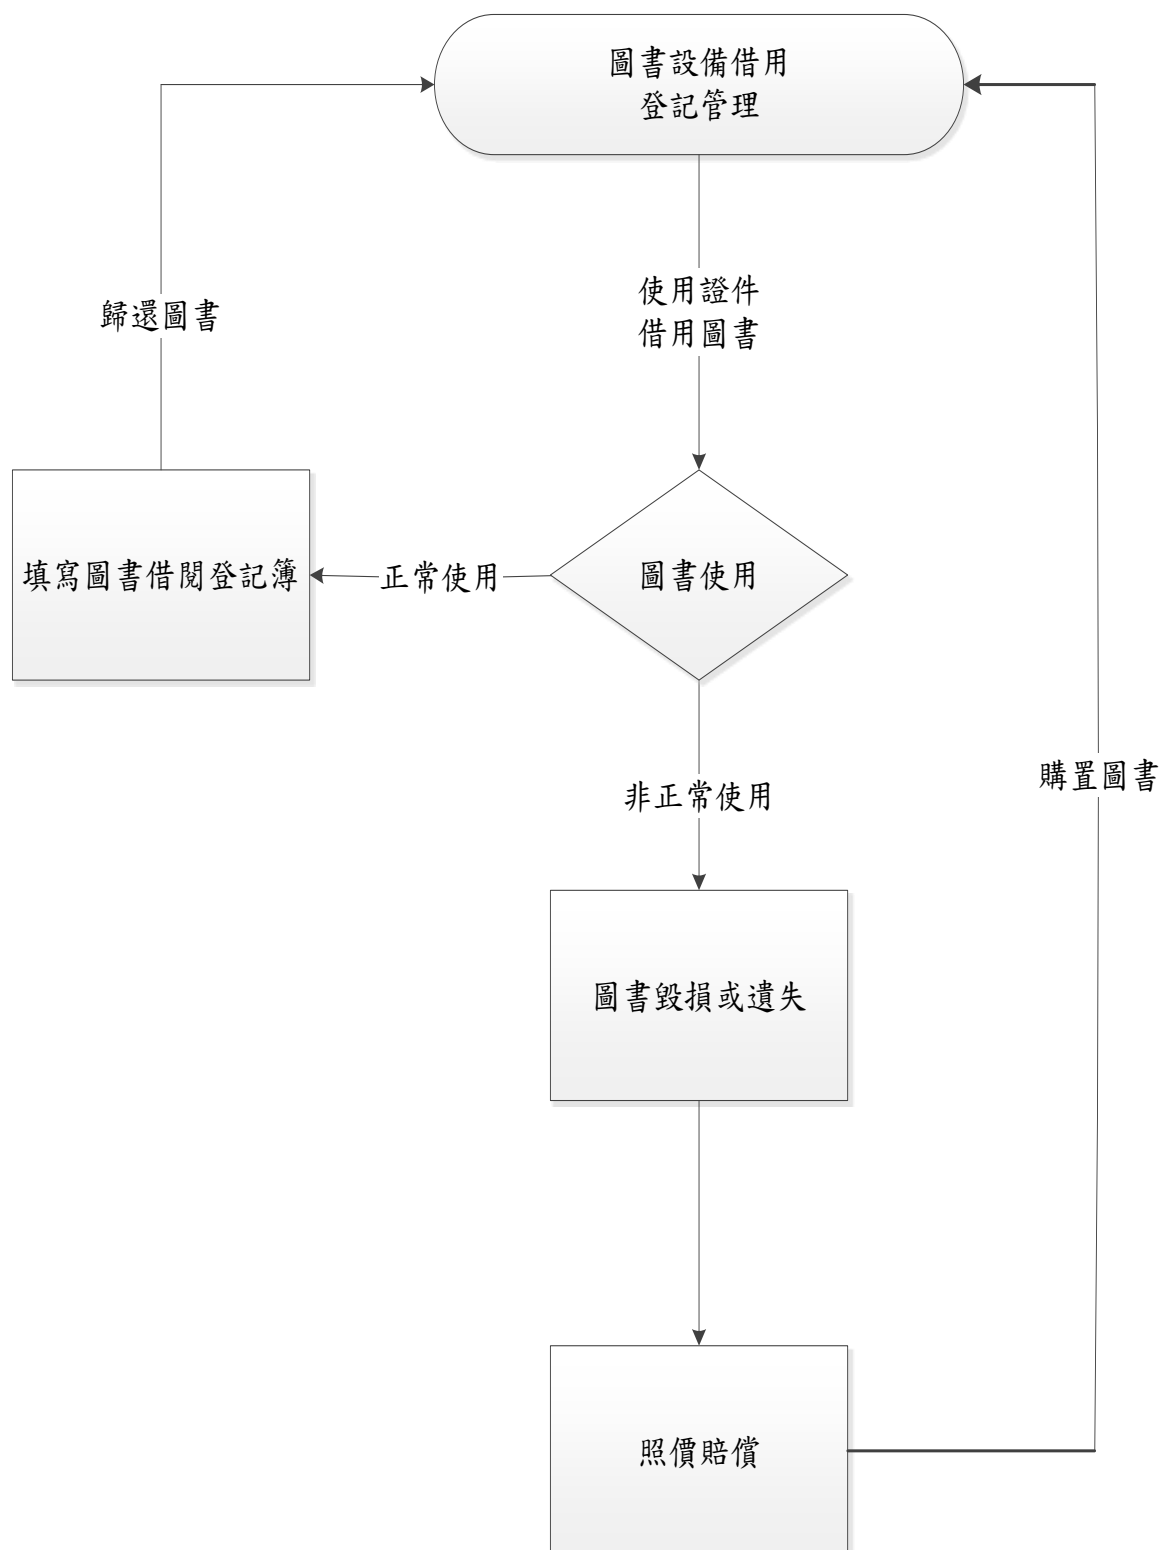 圖書設備借用
登記管理
歸還圖書
使用證件
借用圖書
填寫圖書借閱登記簿
正常使用
圖書使用
非正常使用
購置圖書
圖書毀損或遺失
照價賠償